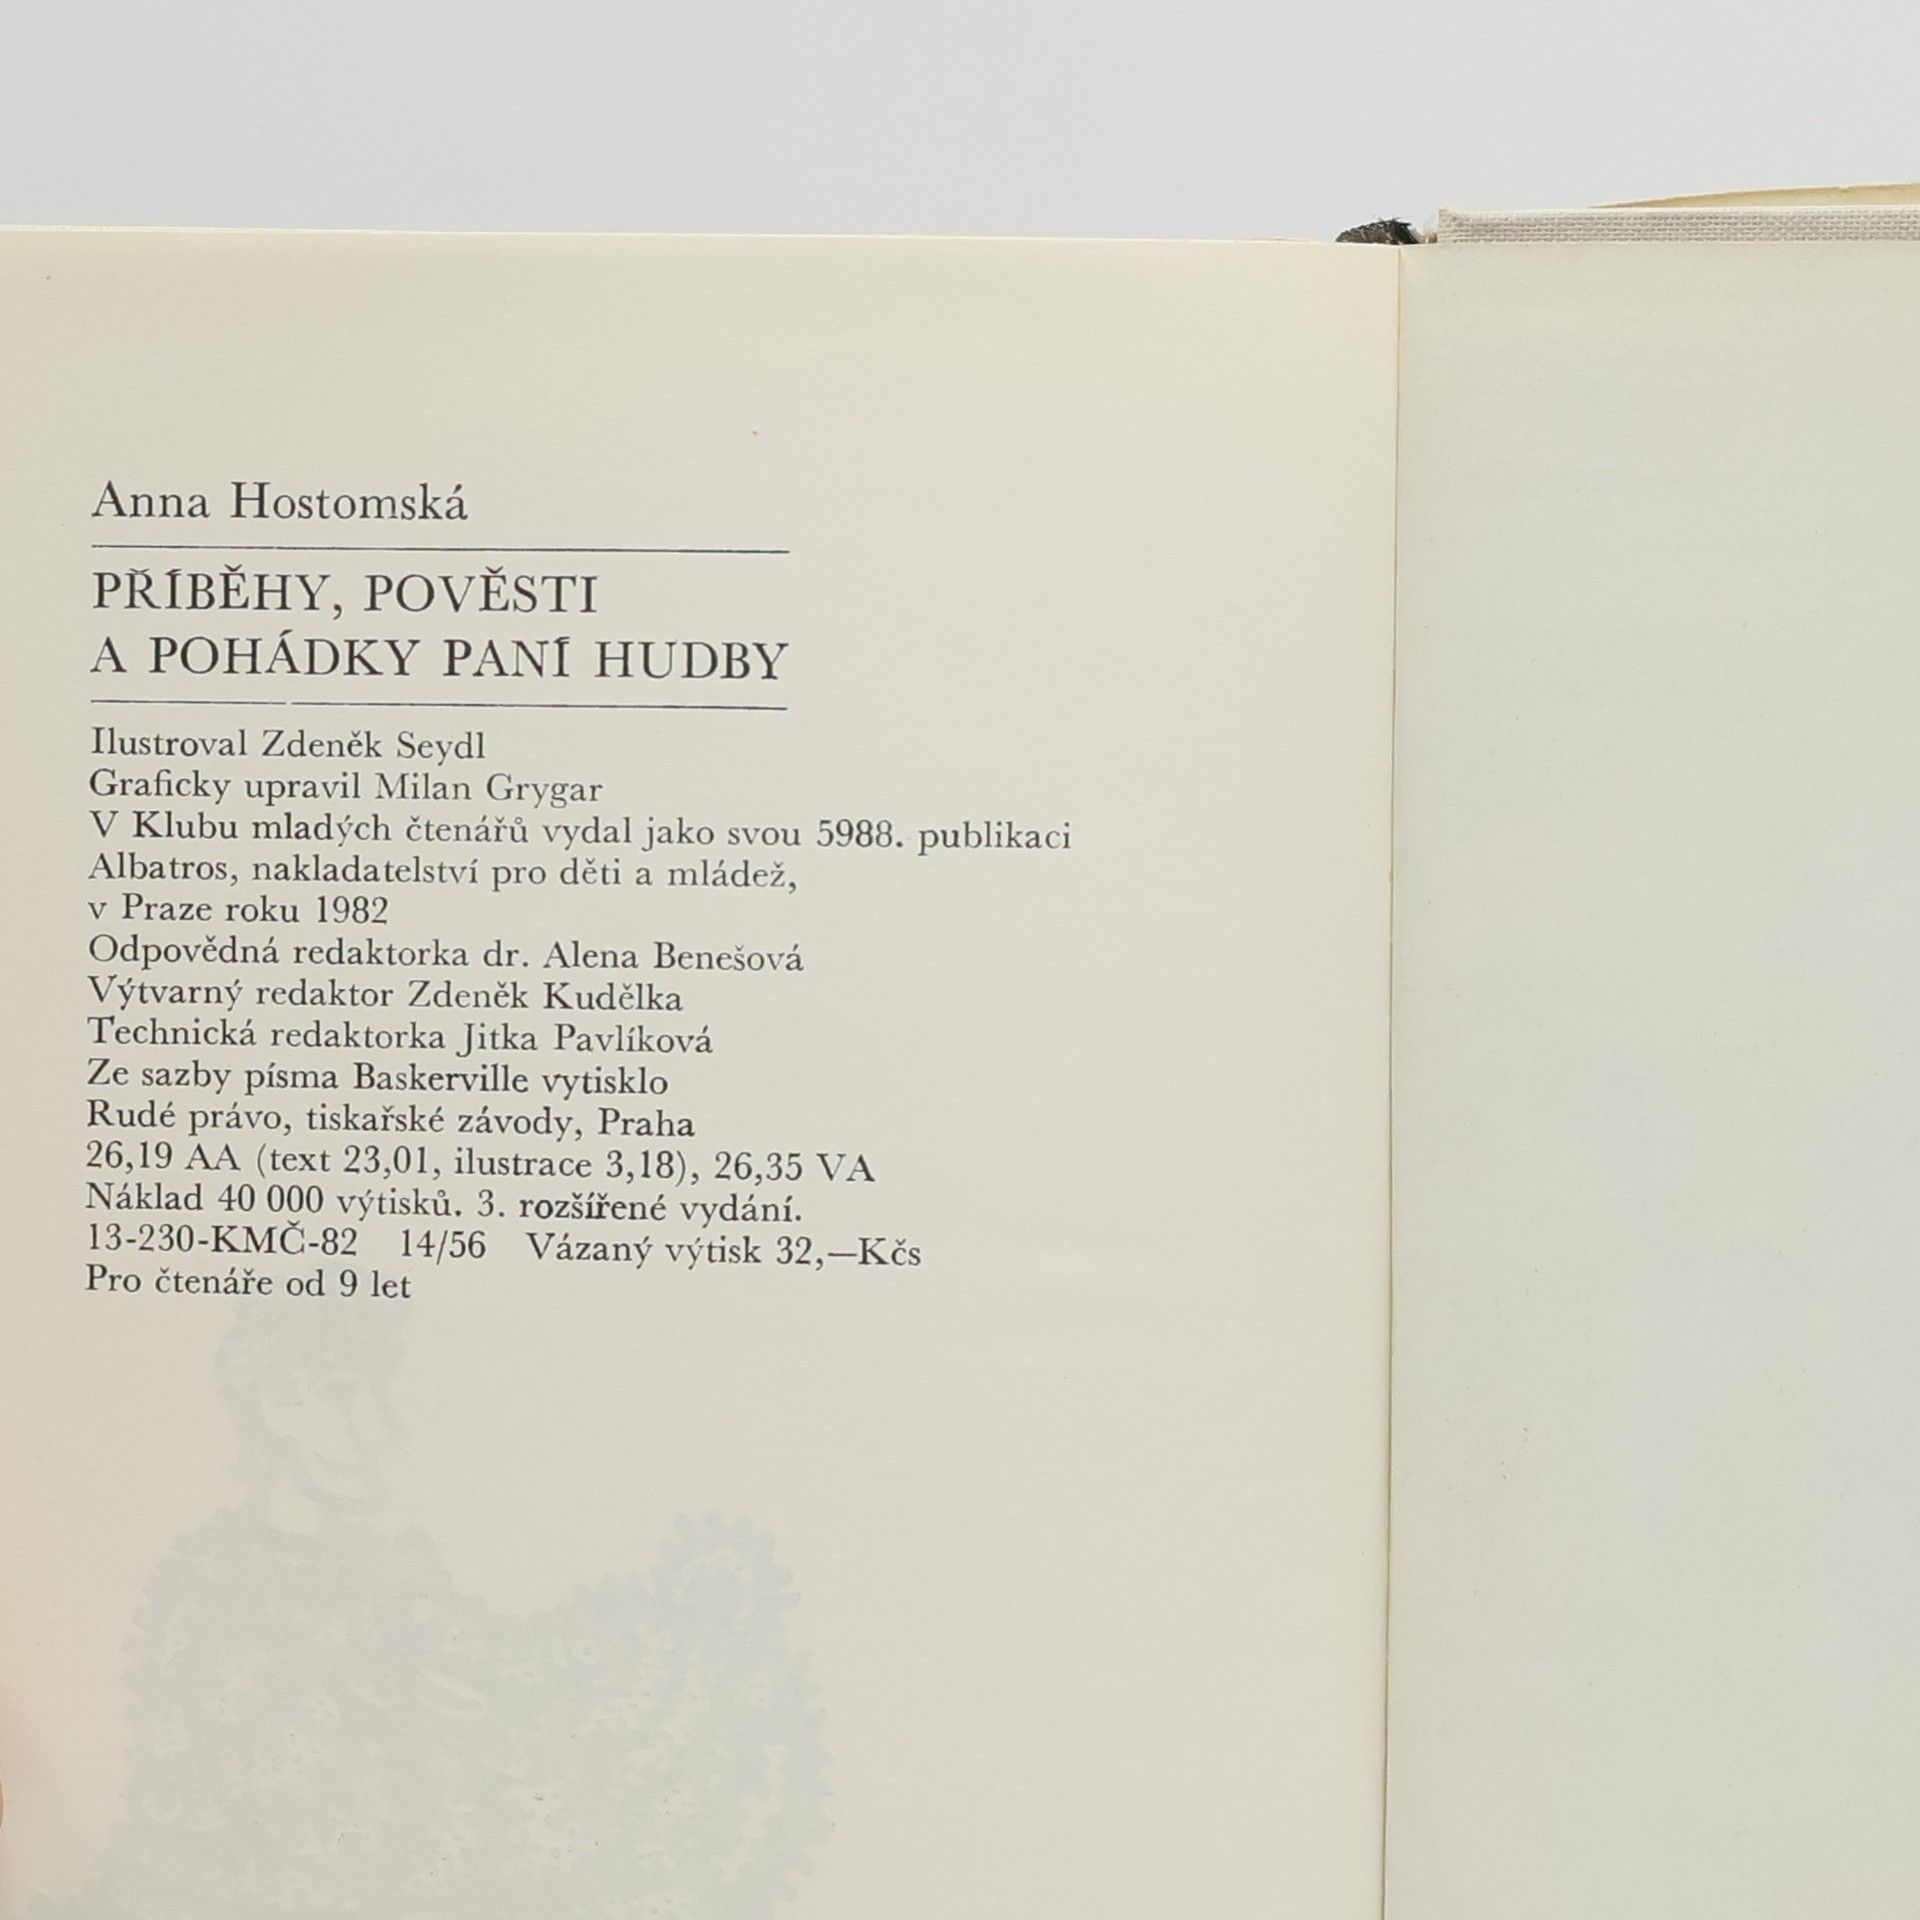 Anna Hostomská
PŘÍBĚHY, POVĚSTI
A POHÁDKY PANÍ HUDBY
Ilustroval Zdeněk Seydl
Graficky upravil Milan Grygar
V Klubu mladých čtenářů vydal jako svou 5988. publikaci
Albatros, nakladatelství pro děti a mládež,
v Praze roku 1982
Odpovědná redaktorka dr. Alena Benešová
Výtvarný redaktor Zdeněk Kudělka
Technická redaktorka Jitka Pavlíková
Ze sazby písma Baskerville vytisklo
Rudé právo, tiskařské závody, Praha
26,19 AA (text 23,01, ilustrace 3,18), 26,35 VA
Náklad 40 000 výtisků. 3. rozšířené vydání.
13-230-KMČ-82 14/56 Vázaný výtisk 32,—Kčs
Pro čtenáře od 9 let